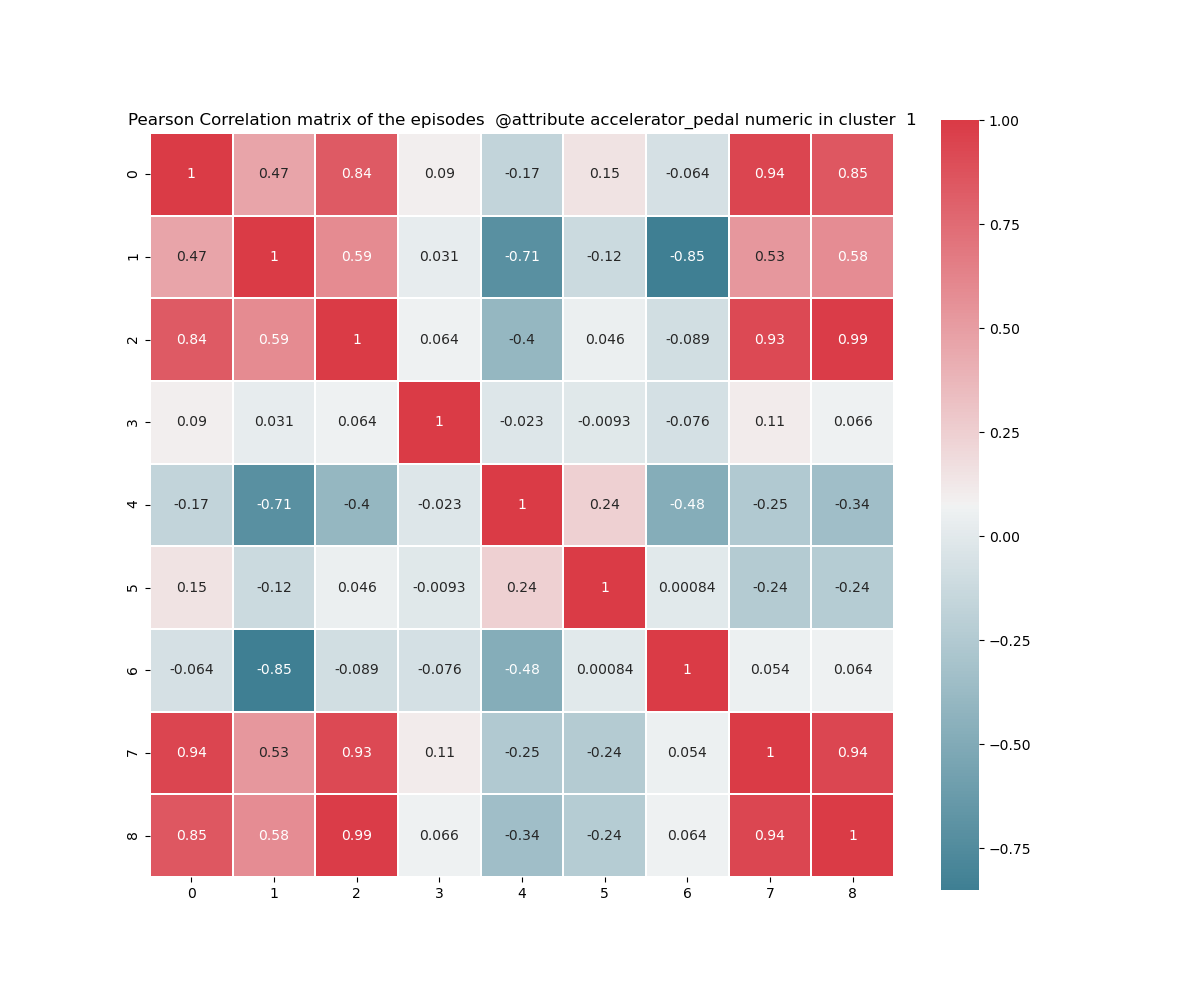 Pearson Correlation matrix of the episodes  @attribute accelerator_pedal numeric in cluster  1
0 1 0.47 0.84 0.09 -0.17 0.15 -0.064 0.94 0.85
1 0.47 1 0.59 0.031 -0.71 -0.12 -0.85 0.53 0.58
2 0.84 0.59 1 0.064 -0.4 0.046 -0.089 0.93 0.99
3 0.09 0.031 0.064 1 -0.023 -0.0093 -0.076 0.11 0.066
4 -0.17 -0.71 -0.4 -0.023 1 0.24 -0.48 -0.25 -0.34
5 0.15 -0.12 0.046 -0.0093 0.24 1 0.00084 -0.24 -0.24
6 -0.064 -0.85 -0.089 -0.076 -0.48 0.00084 1 0.054 0.064
7 0.94 0.53 0.93 0.11 -0.25 -0.24 0.054 1 0.94
8 0.85 0.58 0.99 0.066 -0.34 -0.24 0.064 0.94 1
0 1 2 3 4 5 6 7 8
1.00
0.75
0.50
0.25
0.00
−0.25
−0.50
−0.75